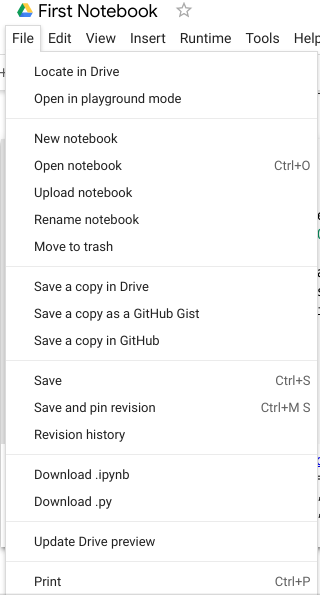 First Notebook
File Edit View Insert Runtime Tools Help
Locate in Drive
Open in playground mode
New notebook
Open notebook Ctrl+O
Upload notebook
Rename notebook
Move to trash
Save a copy in Drive
Save a copy as a GitHub Gist
Save a copy in GitHub
Save Ctrl+S
Save and pin revision Ctrl+M S
Revision history
Download .ipynb
Download .py
Update Drive preview
Print Ctrl+P